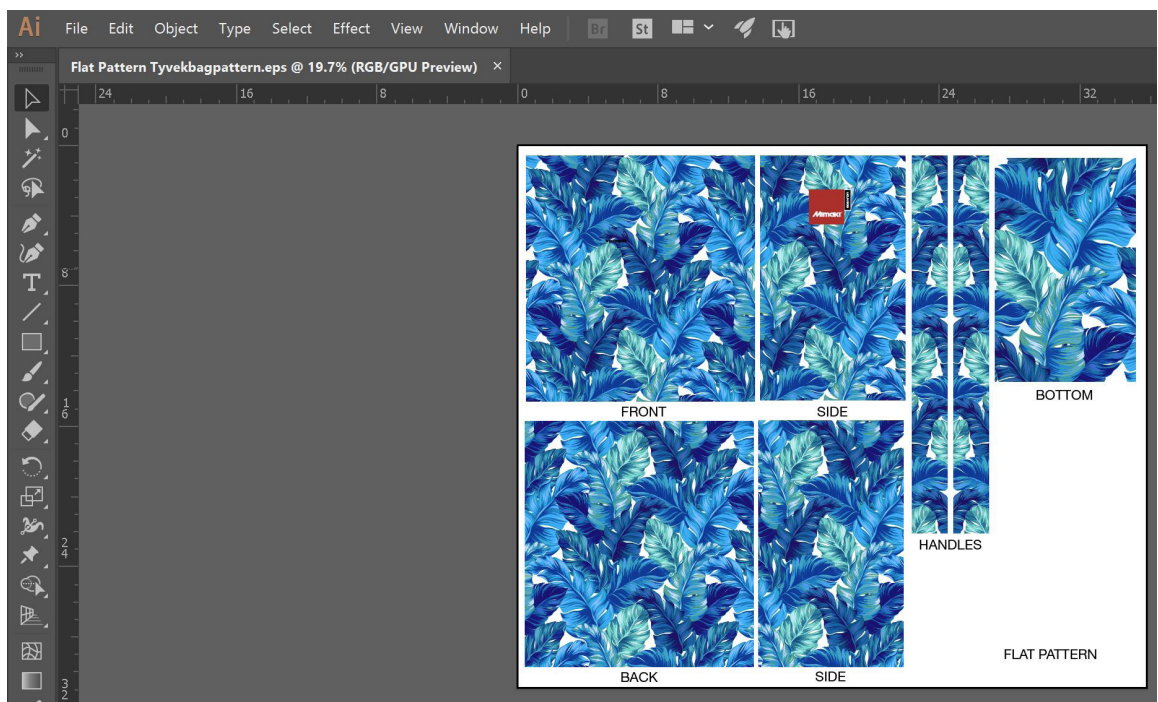 Ai File Edit Object Type Select Effect View Window Help Br St
Flat Pattern Tyvekbagpattern.eps @ 19.7% (RGB/GPU Preview) ×
24 16 8 0 8 16 24 32
0
8
16
24
32
Mimaki
FRONT SIDE BOTTOM
HANDLES
FLAT PATTERN
BACK SIDE